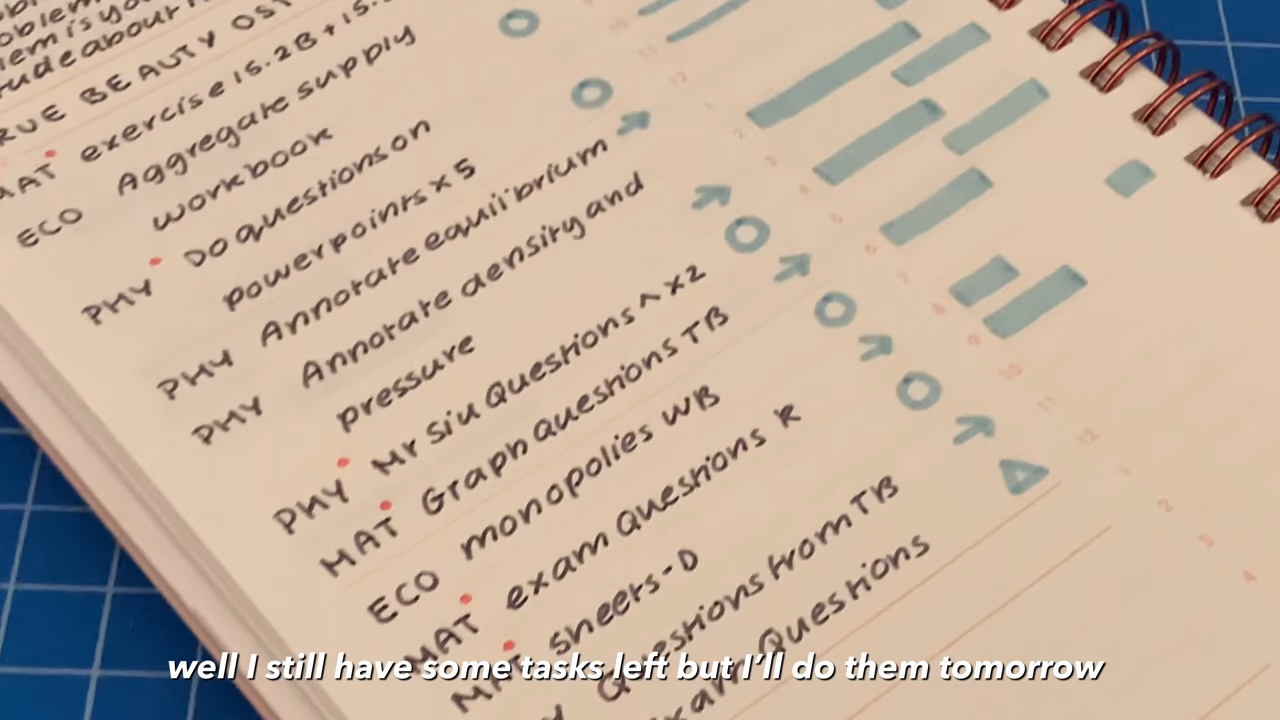 TRUE BEAUTY OST
MAT exercise 15.2B + 15.
ECO Aggregate supply
workbook
PHY DO questions on
powerpoints x 5
PHY Annotate equilibrium
PHY Annotate density and
pressure
PHY Mr Siu Questions ^ x2
MAT Graph Questions TB
ECO monopolies WB
MAT exam Questions R
MAT sheets - D
Questions from TB
exam Questions
well I still have some tasks left but I'll do them tomorrow